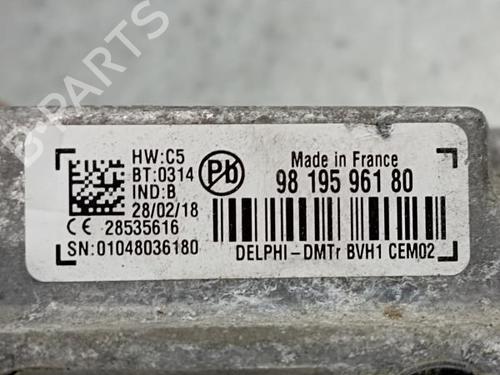 HW:C5
BT:0314
IND:B
28/02/18
CE 28535616
SN:01048036180
Pb
Made in France
98 195 961 80
DELPHI-DMTr BVH1 CEM02
B-PARTS